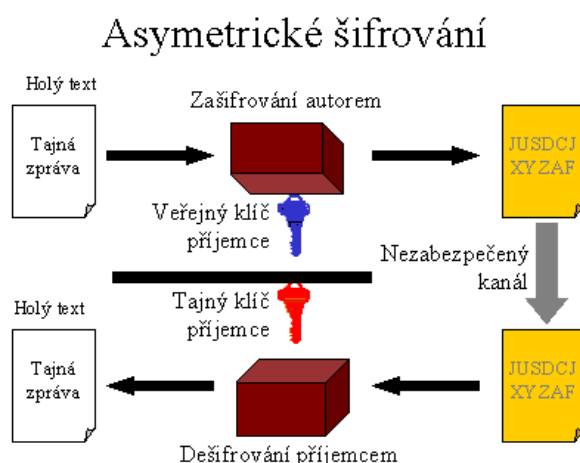 Asymetrické šifrování
Holý text
Zašifrování autorem
Tajná
zpráva
JUSDCJ
XYZAF
Veřejný klíč
příjemce
Nezabezpečený
kanál
Tajný klíč
příjemce
Holý text
Tajná
zpráva
JUSDCJ
XYZAF
Dešifrování příjemcem